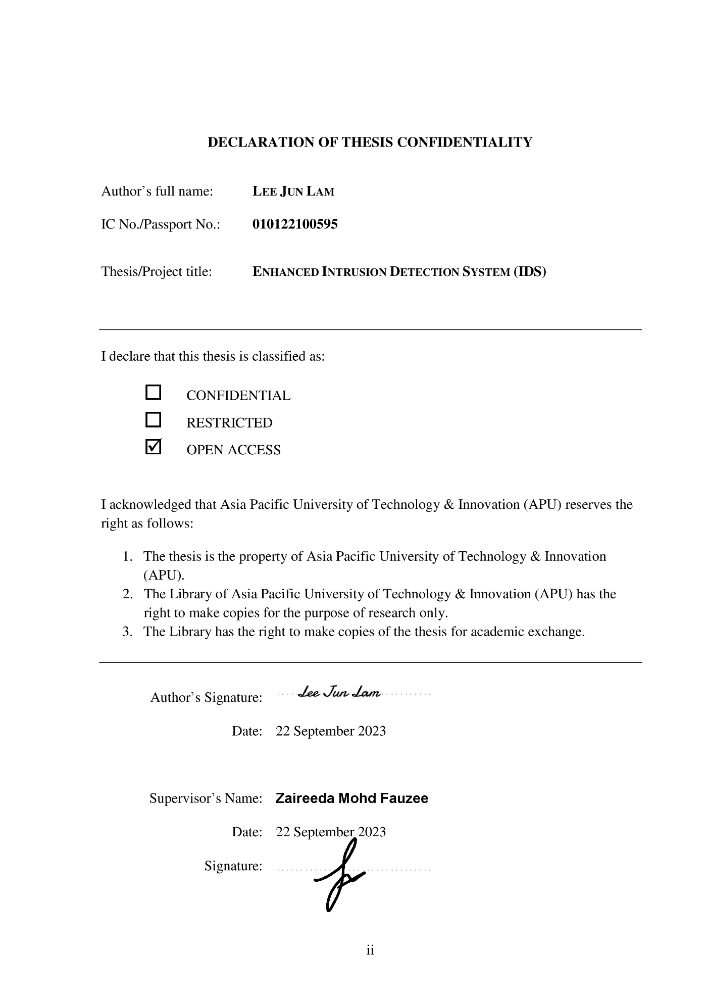 DECLARATION OF THESIS CONFIDENTIALITY
Author’s full name: LEE JUN LAM
IC No./Passport No.: 010122100595
Thesis/Project title: ENHANCED INTRUSION DETECTION SYSTEM (IDS)
I declare that this thesis is classified as:
CONFIDENTIAL
RESTRICTED
OPEN ACCESS
I acknowledged that Asia Pacific University of Technology & Innovation (APU) reserves the
right as follows:
1. The thesis is the property of Asia Pacific University of Technology & Innovation
(APU).
2. The Library of Asia Pacific University of Technology & Innovation (APU) has the
right to make copies for the purpose of research only.
3. The Library has the right to make copies of the thesis for academic exchange.
Author’s Signature: Lee Jun Lam
Date: 22 September 2023
Supervisor’s Name: Zaireeda Mohd Fauzee
Date: 22 September 2023
Signature:
ii